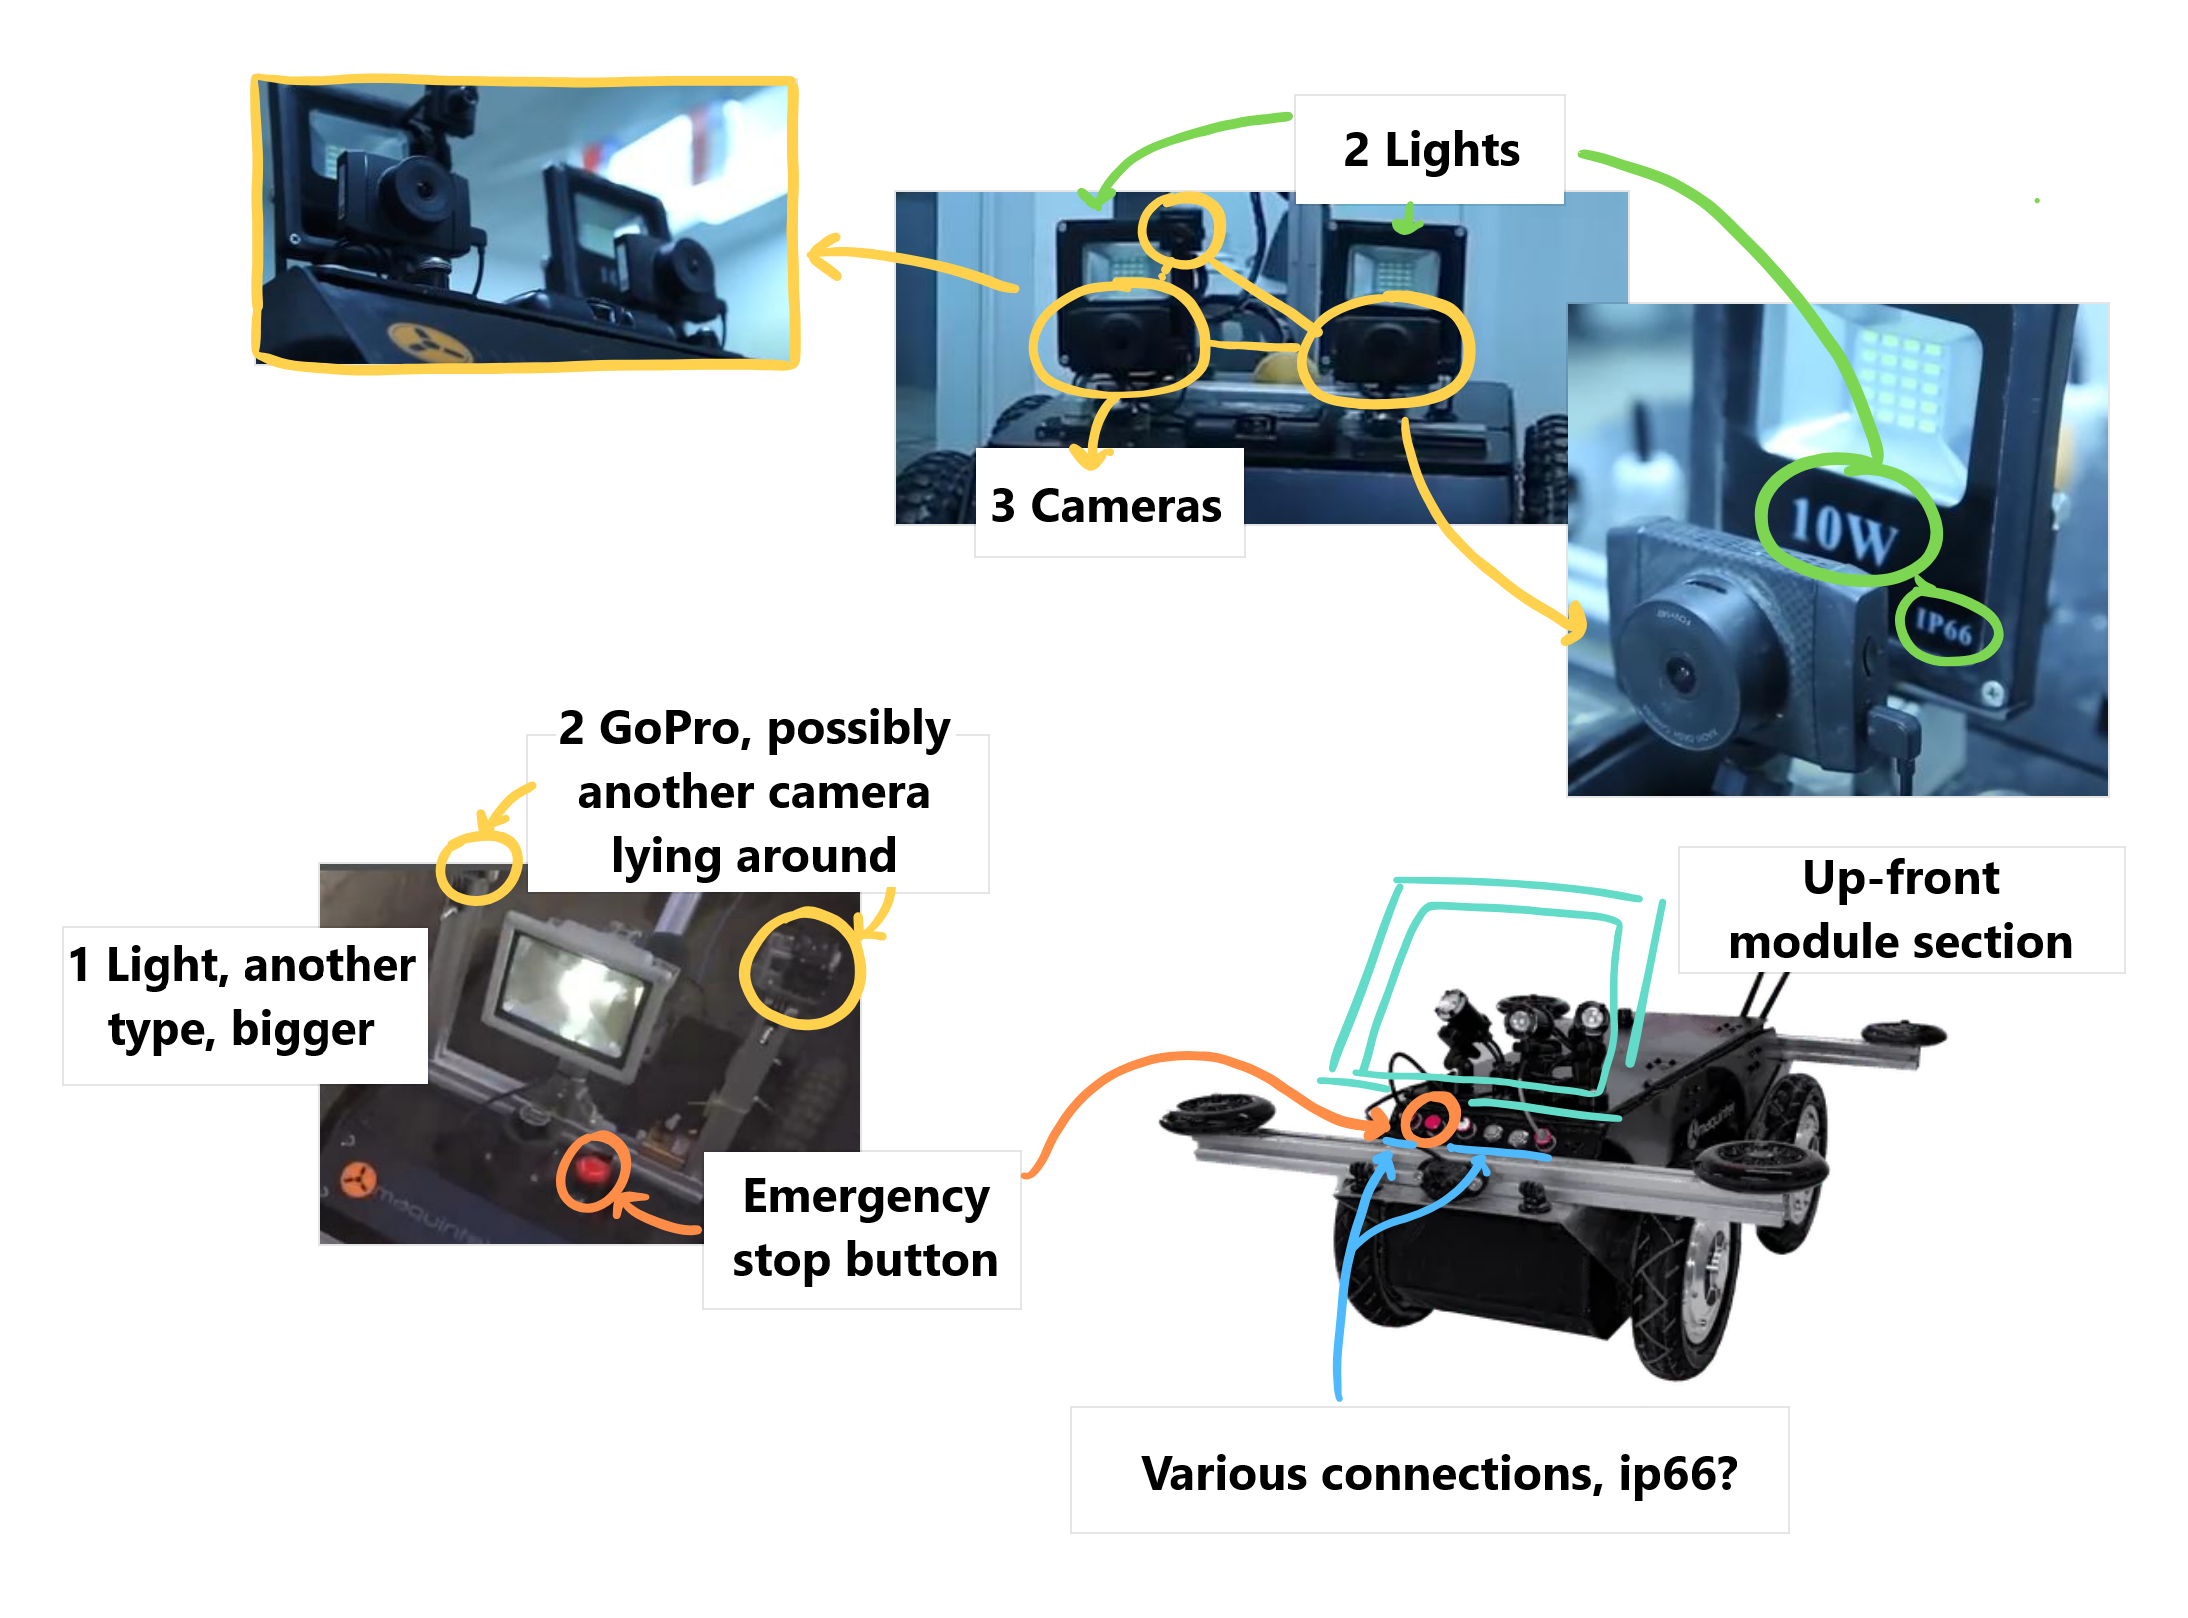 2 Lights
3 Cameras
10W
IP66
2 GoPro, possibly
another camera
lying around
1 Light, another
type, bigger
Up-front
module section
Emergency
stop button
maquintel
Various connections, ip66?